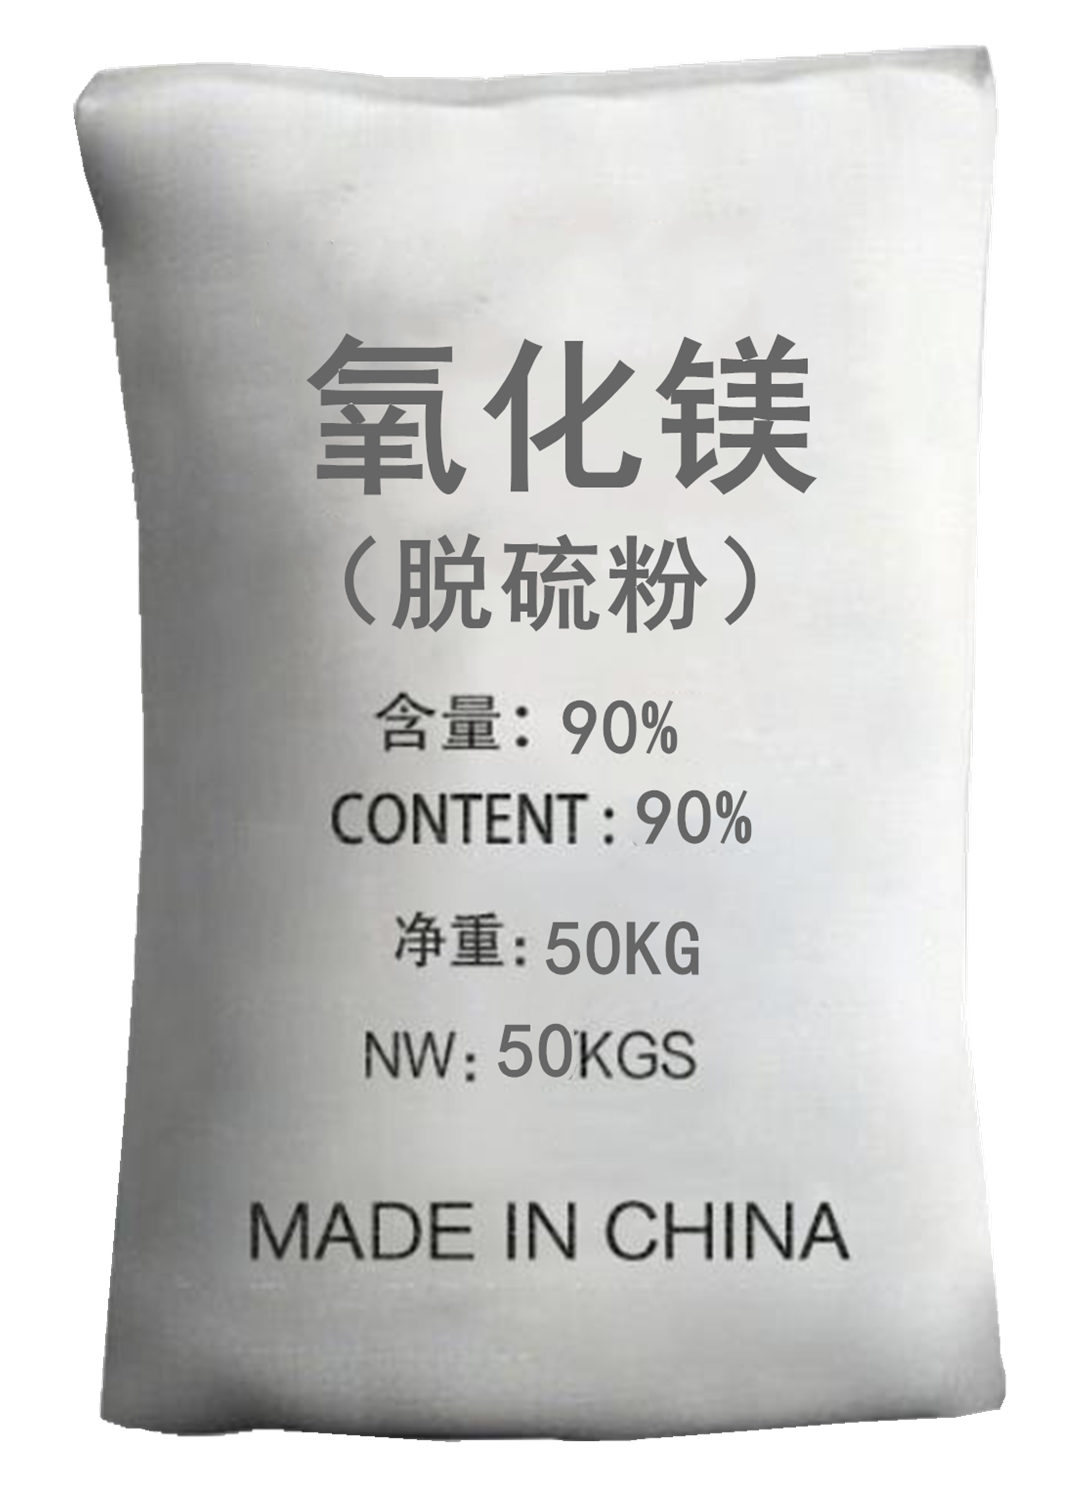 氧化镁
（脱硫粉）
含量：90%
CONTENT：90%
净重：50KG
NW：50KGS
MADE IN CHINA